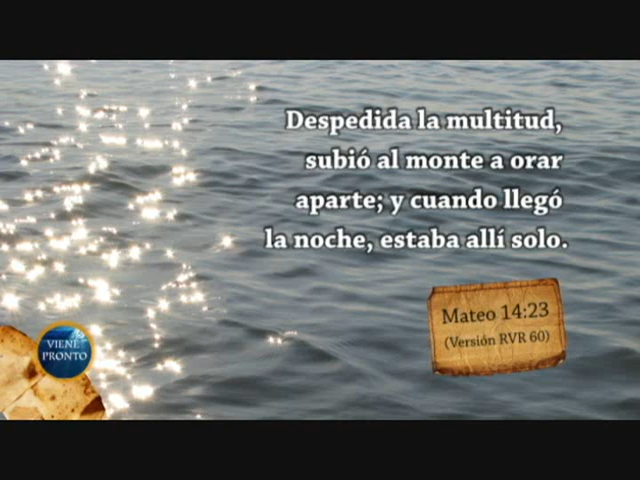 Despedida la multitud,
subió al monte a orar
aparte; y cuando llegó
la noche, estaba allí solo.
Mateo 14:23
(Versión RVR 60)
VIENE
PRONTO